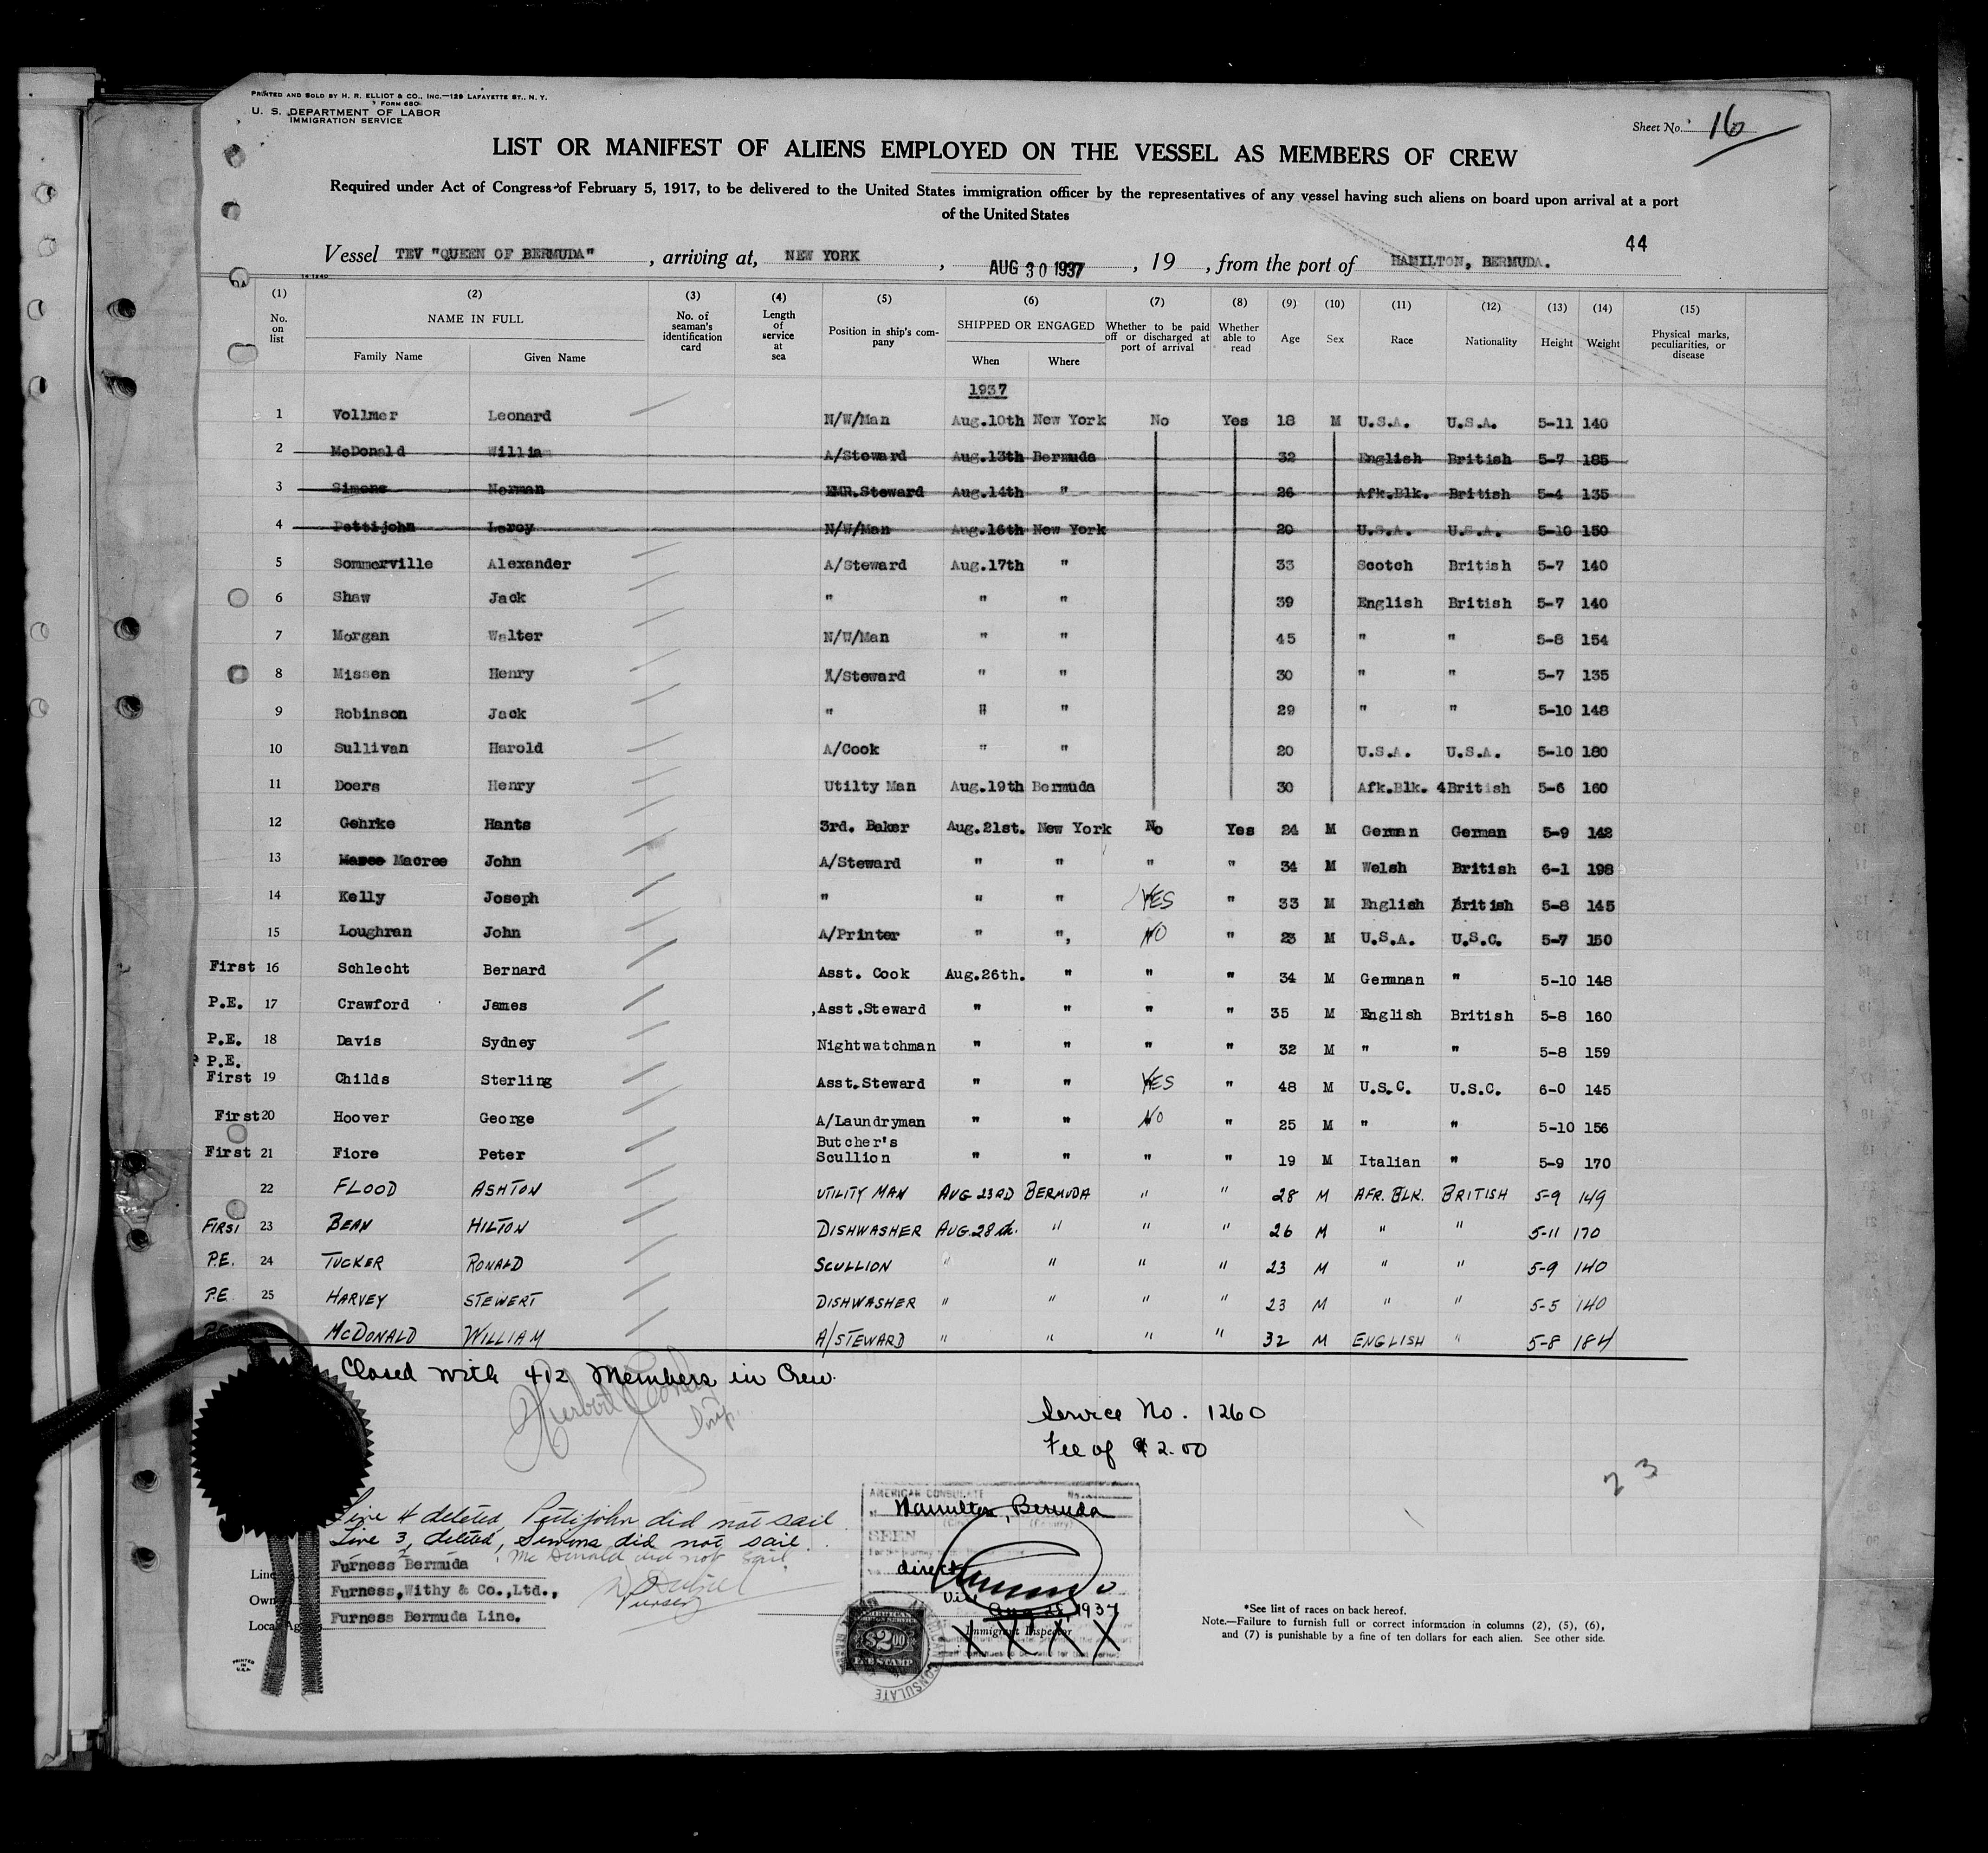 PRINTED AND SOLD BY H. R. ELLIOT & CO., INC.—129 LAFAYETTE ST., N. Y.
FORM 680
U. S. DEPARTMENT OF LABOR
IMMIGRATION SERVICE
Sheet No. 16
LIST OR MANIFEST OF ALIENS EMPLOYED ON THE VESSEL AS MEMBERS OF CREW
Required under Act of Congress of February 5, 1917, to be delivered to the United States immigration officer by the representatives of any vessel having such aliens on board upon arrival at a port
of the United States
44
Vessel TEV "QUEEN OF BERMUDA", arriving at, NEW YORK, AUG 30 1937, 19 , from the port of HAMILTON, BERMUDA.
14-1240
(1) (2) (3) (4) (5) (6) (7) (8) (9) (10) (11) (12) (13) (14) (15)
No. on list NAME IN FULL Family Name Given Name No. of seaman's identification card Length of service at sea Position in ship's company SHIPPED OR ENGAGED When Where Whether to be paid off or discharged at port of arrival Whether able to read Age Sex Race Nationality Height Weight Physical marks, peculiarities, or disease
1937
1 Vollmer Leonard N/W/Man Aug.10th New York No Yes 18 M U.S.A. U.S.A. 5-11 140
2 McDonald William A/Steward Aug.13th Bermuda 32 English British 5-7 185
3 Simons Norman EMR.Steward Aug.14th " 26 Afk.Blk. British 5-4 135
4 Pettijohn Leroy N/W/Man Aug.16th New York 20 U.S.A. U.S.A. 5-10 150
5 Sommerville Alexander A/Steward Aug.17th " 33 Scotch British 5-7 140
6 Shaw Jack " " " 39 English British 5-7 140
7 Morgan Walter N/W/Man " " 45 " " 5-8 154
8 Missen Henry A/Steward " " 30 " " 5-7 135
9 Robinson Jack " " " 29 " " 5-10 148
10 Sullivan Harold A/Cook " " 20 U.S.A. U.S.A. 5-10 180
11 Doers Henry Utilty Man Aug.19th Bermuda 30 Afk.Blk. 4British 5-6 160
12 Gehrke Hants 3rd. Baker Aug.21st. New York No Yes 24 M German German 5-9 142
13 Macree John A/Steward " " " " 34 M Welsh British 6-1 198
14 Kelly Joseph " " " YES " 33 M English British 5-8 145
15 Loughran John A/Printer " ", NO " 23 M U.S.A. U.S.C. 5-7 150
First 16 Schlecht Bernard Asst. Cook Aug.26th. " " " 34 M Germnan " 5-10 148
P.E. 17 Crawford James Asst.Steward " " " " 35 M English British 5-8 160
P.E. 18 Davis Sydney Nightwatchman " " " " 32 M " " 5-8 159
P.E.
First 19 Childs Sterling Asst.Steward " " YES " 48 M U.S.C. U.S.C. 6-0 145
First 20 Hoover George A/Laundryman " " NO " 25 M " " 5-10 156
First 21 Fiore Peter Butcher's Scullion " " " " 19 M Italian " 5-9 170
22 FLOOD ASHTON UTILITY MAN AUG 23RD BERMUDA " " 28 M AFR. BLK. BRITISH 5-9 149
FIRST 23 BEAN HILTON DISHWASHER AUG.28th. " " " 26 M " " 5-11 170
P.E. 24 TUCKER RONALD SCULLION " " " " 23 M " " 5-9 140
P.E 25 HARVEY STEWERT DISHWASHER " " " " 23 M " " 5-5 140
McDONALD WILLIAM A/STEWARD " " " " 32 M ENGLISH " 5-8 184
Closed with 412 Members in Crew.
Service No. 1260
Fee of $2.00
23
Line 4 deleted, Pettijohn did not sail
Line 3, deleted, Simons did not sail.
2 McDonald did not sail.
Line Furness Bermuda
Owner Furness,Withy & Co.,Ltd.,
Local Agent Furness Bermuda Line.
Purser
AMERICAN CONSULATE
No.
Hamilton, Bermuda
SEEN
direct
Aug 28 1937
Immigrant Inspector
XXXX
AMERICAN
$2.00
FEE STAMP
CONSULATE
*See list of races on back hereof.
Note.—Failure to furnish full or correct information in columns (2), (5), (6),
and (7) is punishable by a fine of ten dollars for each alien. See other side.
PRINTED IN U.S.A.